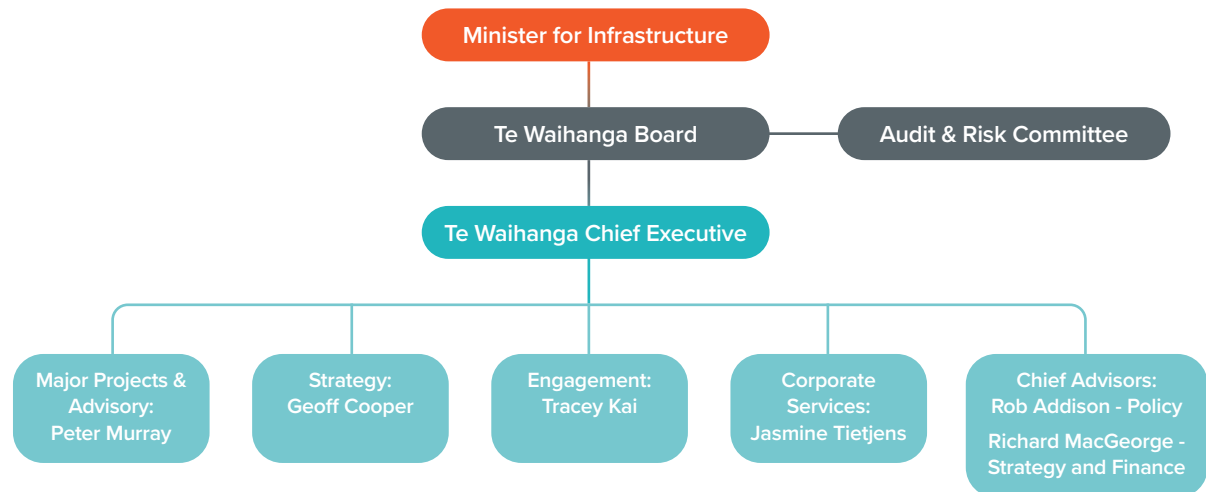 Minister for Infrastructure
Te Waihanga Board
Audit & Risk Committee
Te Waihanga Chief Executive
Major Projects &
Advisory:
Peter Murray
Strategy:
Geoff Cooper
Engagement:
Tracey Kai
Corporate
Services:
Jasmine Tietjens
Chief Advisors:
Rob Addison - Policy
Richard MacGeorge -
Strategy and Finance